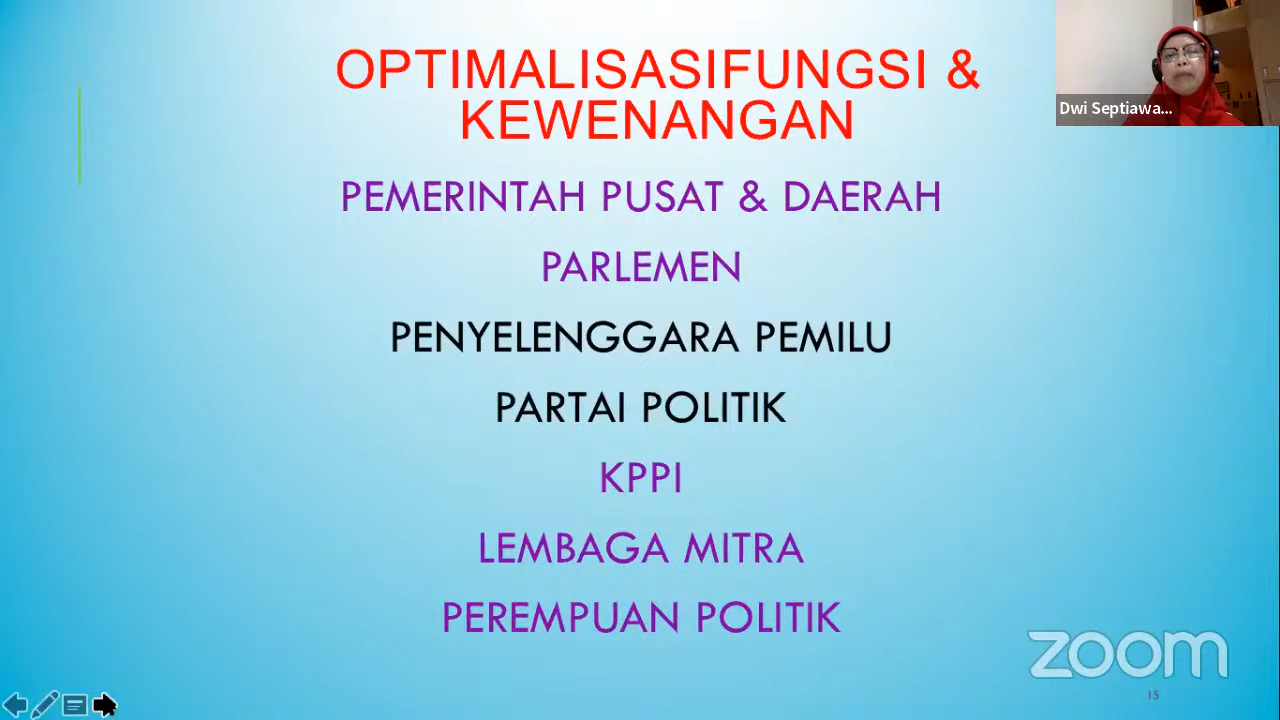 OPTIMALISASIFUNGSI &
KEWENANGAN
Dwi Septiawa...
PEMERINTAH PUSAT & DAERAH
PARLEMEN
PENYELENGGARA PEMILU
PARTAI POLITIK
KPPI
LEMBAGA MITRA
PEREMPUAN POLITIK
zoom
15